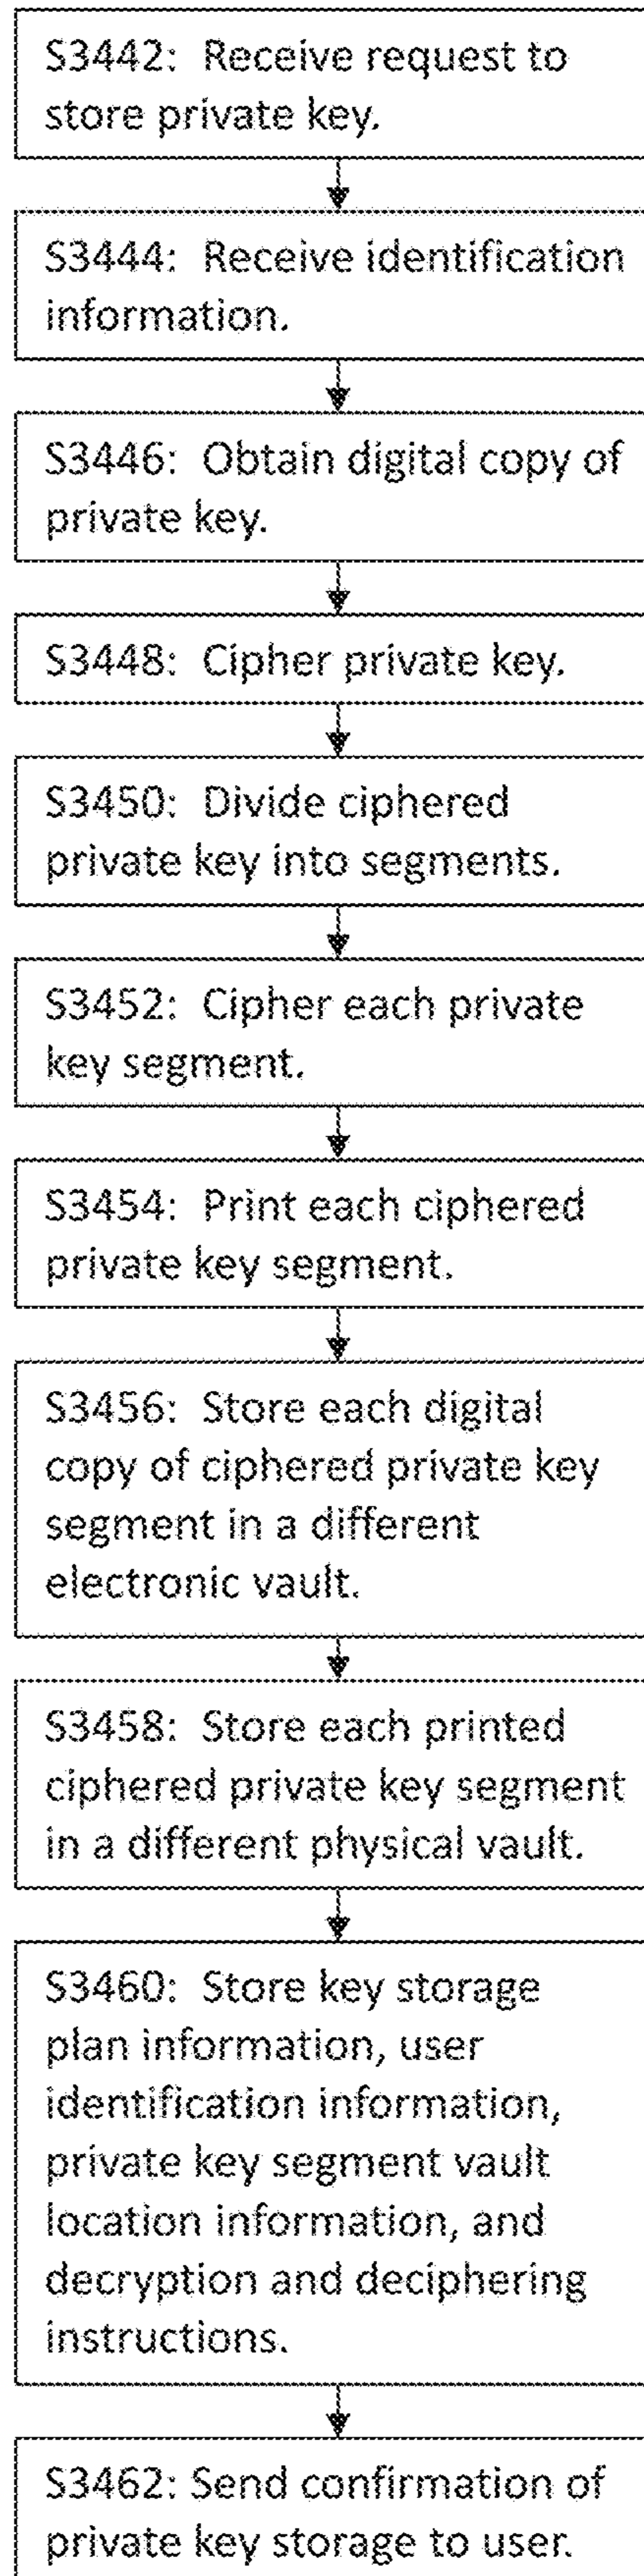 S3442: Receive request to
store private key.
S3444: Receive identification
information.
S3446: Obtain digital copy of
private key.
S3448: Cipher private key.
S3450: Divide ciphered
private key into segments.
S3452: Cipher each private
key segment.
S3454: Print each ciphered
private key segment.
S3456: Store each digital
copy of ciphered private key
segment in a different
electronic vault.
S3458: Store each printed
ciphered private key segment
in a different physical vault.
S3460: Store key storage
plan information, user
identification information,
private key segment vault
location information, and
decryption and deciphering
instructions.
S3462: Send confirmation of
private key storage to user.